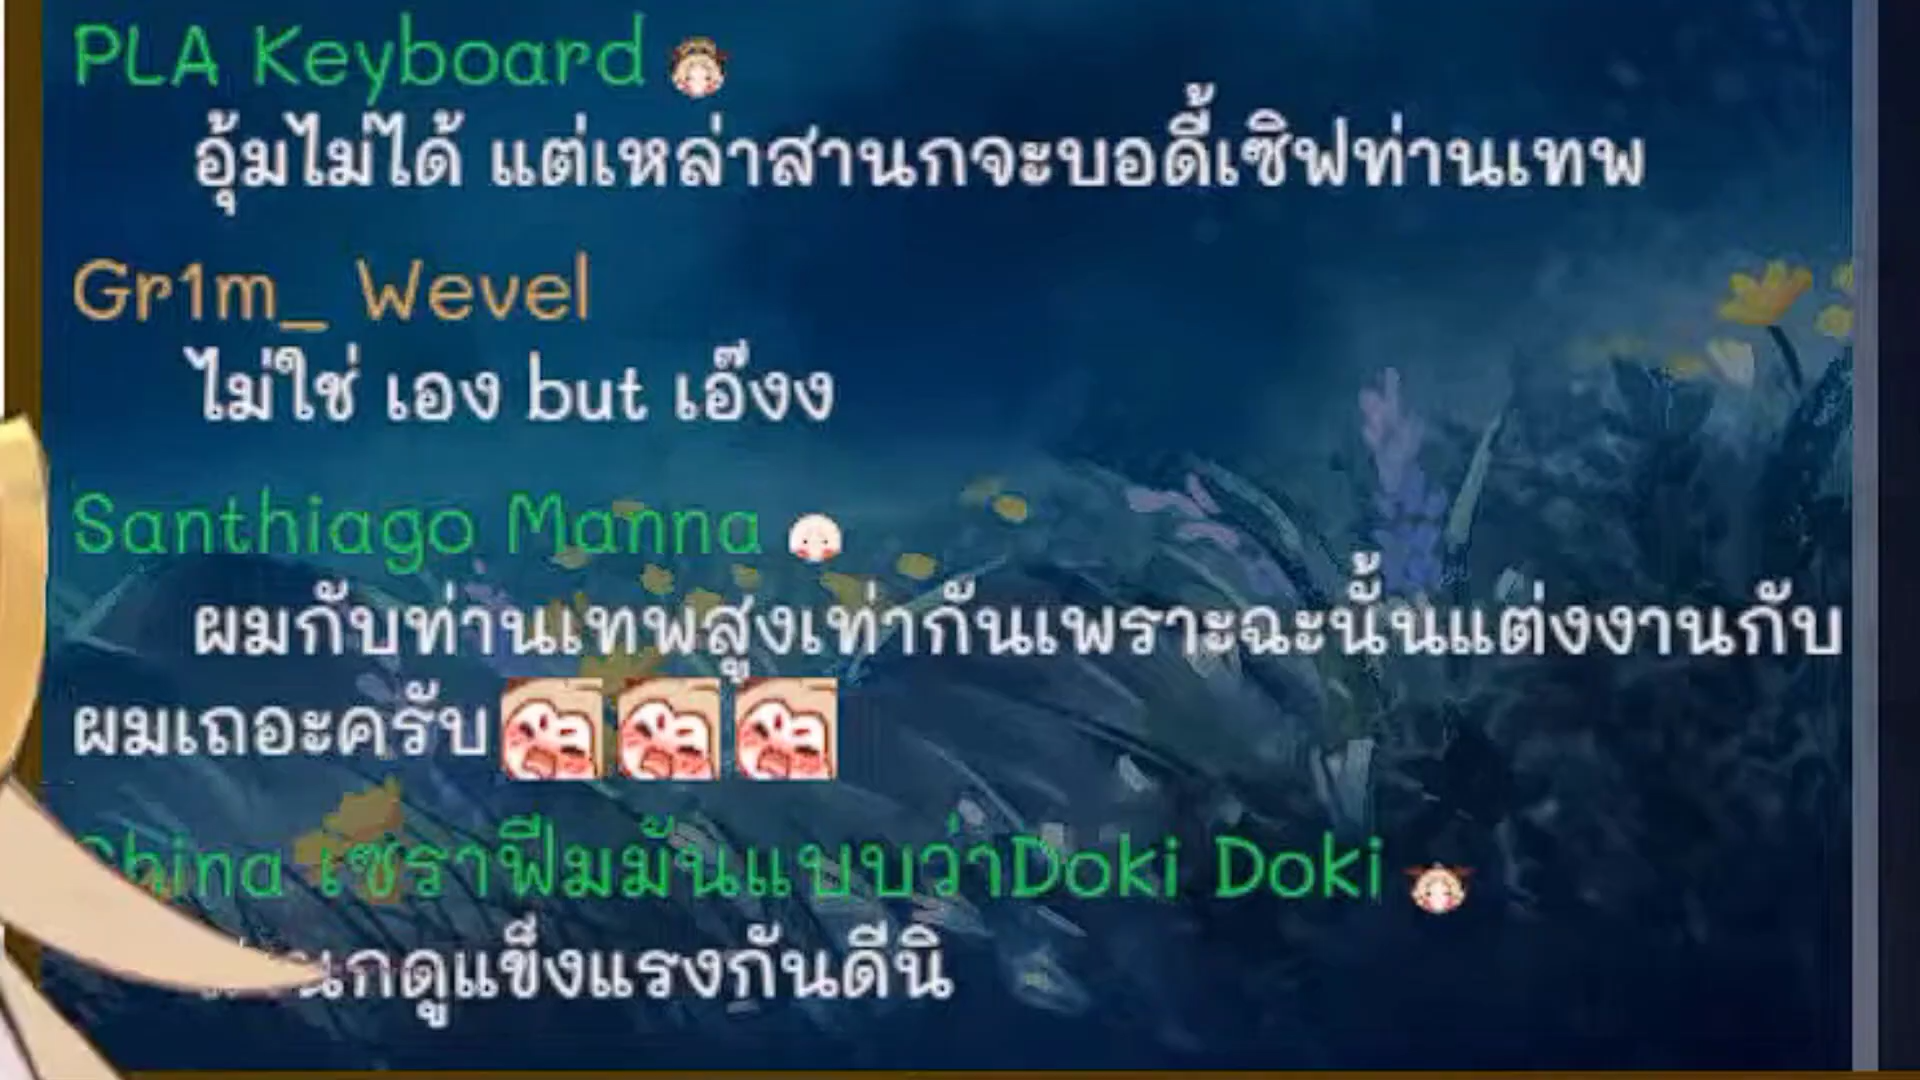 PLA Keyboard
อุ้มไม่ได้ แต่เหล่าสานกจะบอดี้เซิฟท่านเทพ
Gr1m_ Wevel
ไม่ใช่ เอง but เอ๊งง
Santhiago Manna
ผมกับท่านเทพสูงเท่ากันเพราะฉะนั้นแต่งงานกับ
ผมเถอะครับ
China เซราฟีมมันแบบว่าDoki Doki
ดูแข็งแรงกันดีนิ